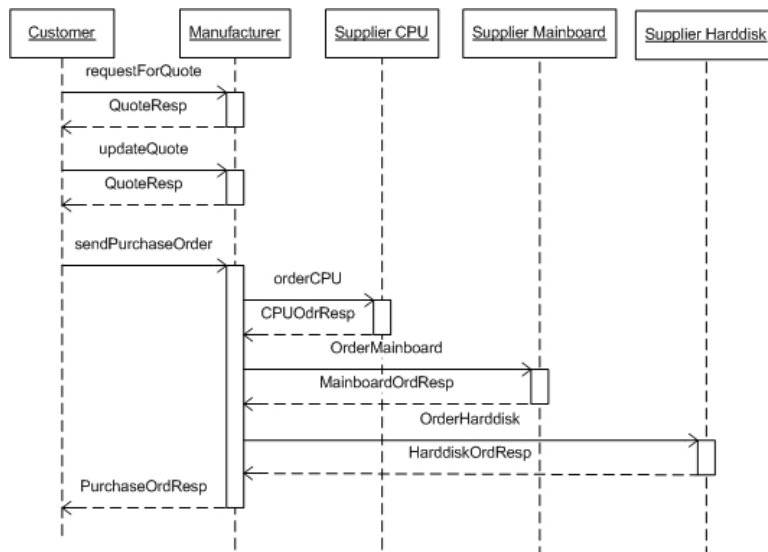 Customer
Manufacturer
Supplier CPU
Supplier Mainboard
Supplier Harddisk
requestForQuote
QuoteResp
updateQuote
QuoteResp
sendPurchaseOrder
orderCPU
CPUOdrResp
OrderMainboard
MainboardOrdResp
OrderHarddisk
HarddiskOrdResp
PurchaseOrdResp